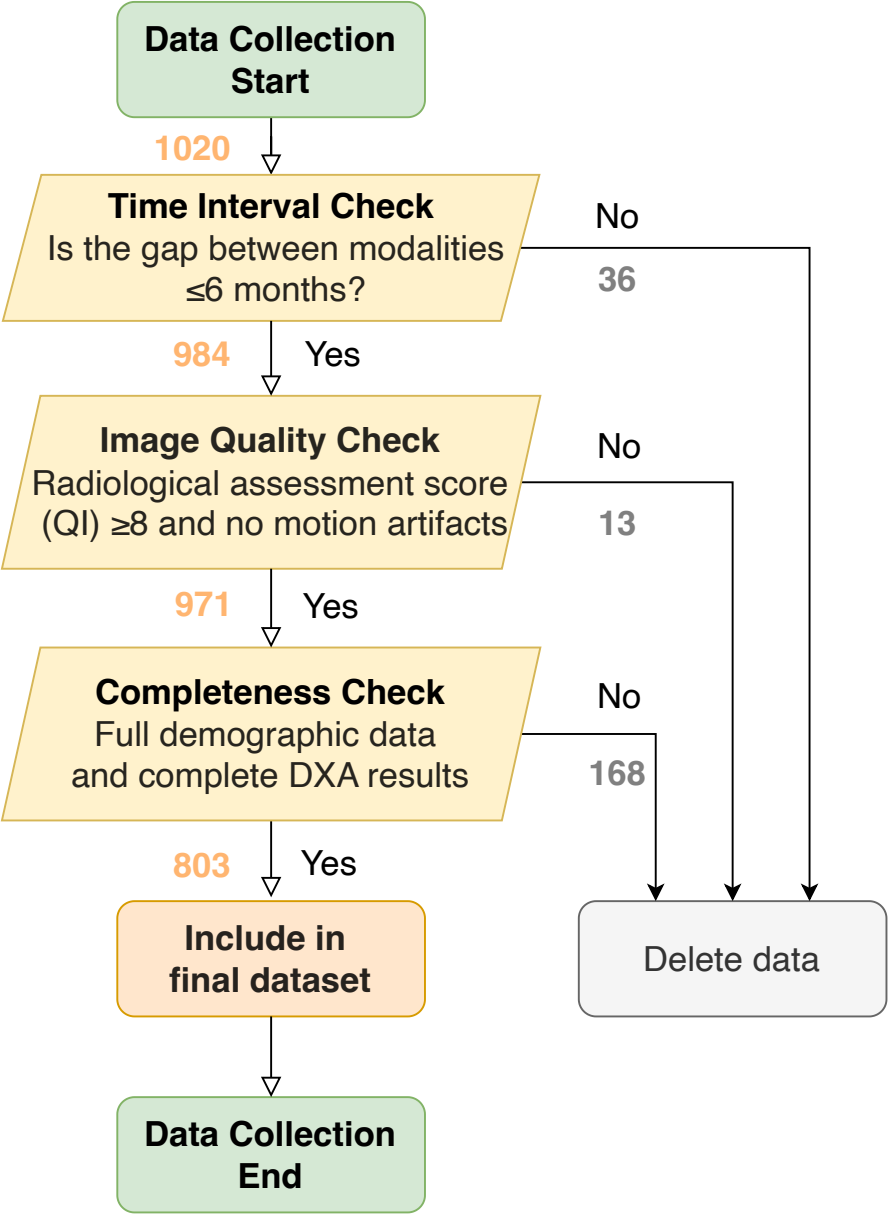 Data Collection
Start
1020
Time Interval Check
Is the gap between modalities
≤6 months?
No
36
984
Yes
Image Quality Check
Radiological assessment score
(QI) ≥8 and no motion artifacts
No
13
971
Yes
Completeness Check
Full demographic data
and complete DXA results
No
168
803
Yes
Include in
final dataset
Delete data
Data Collection
End